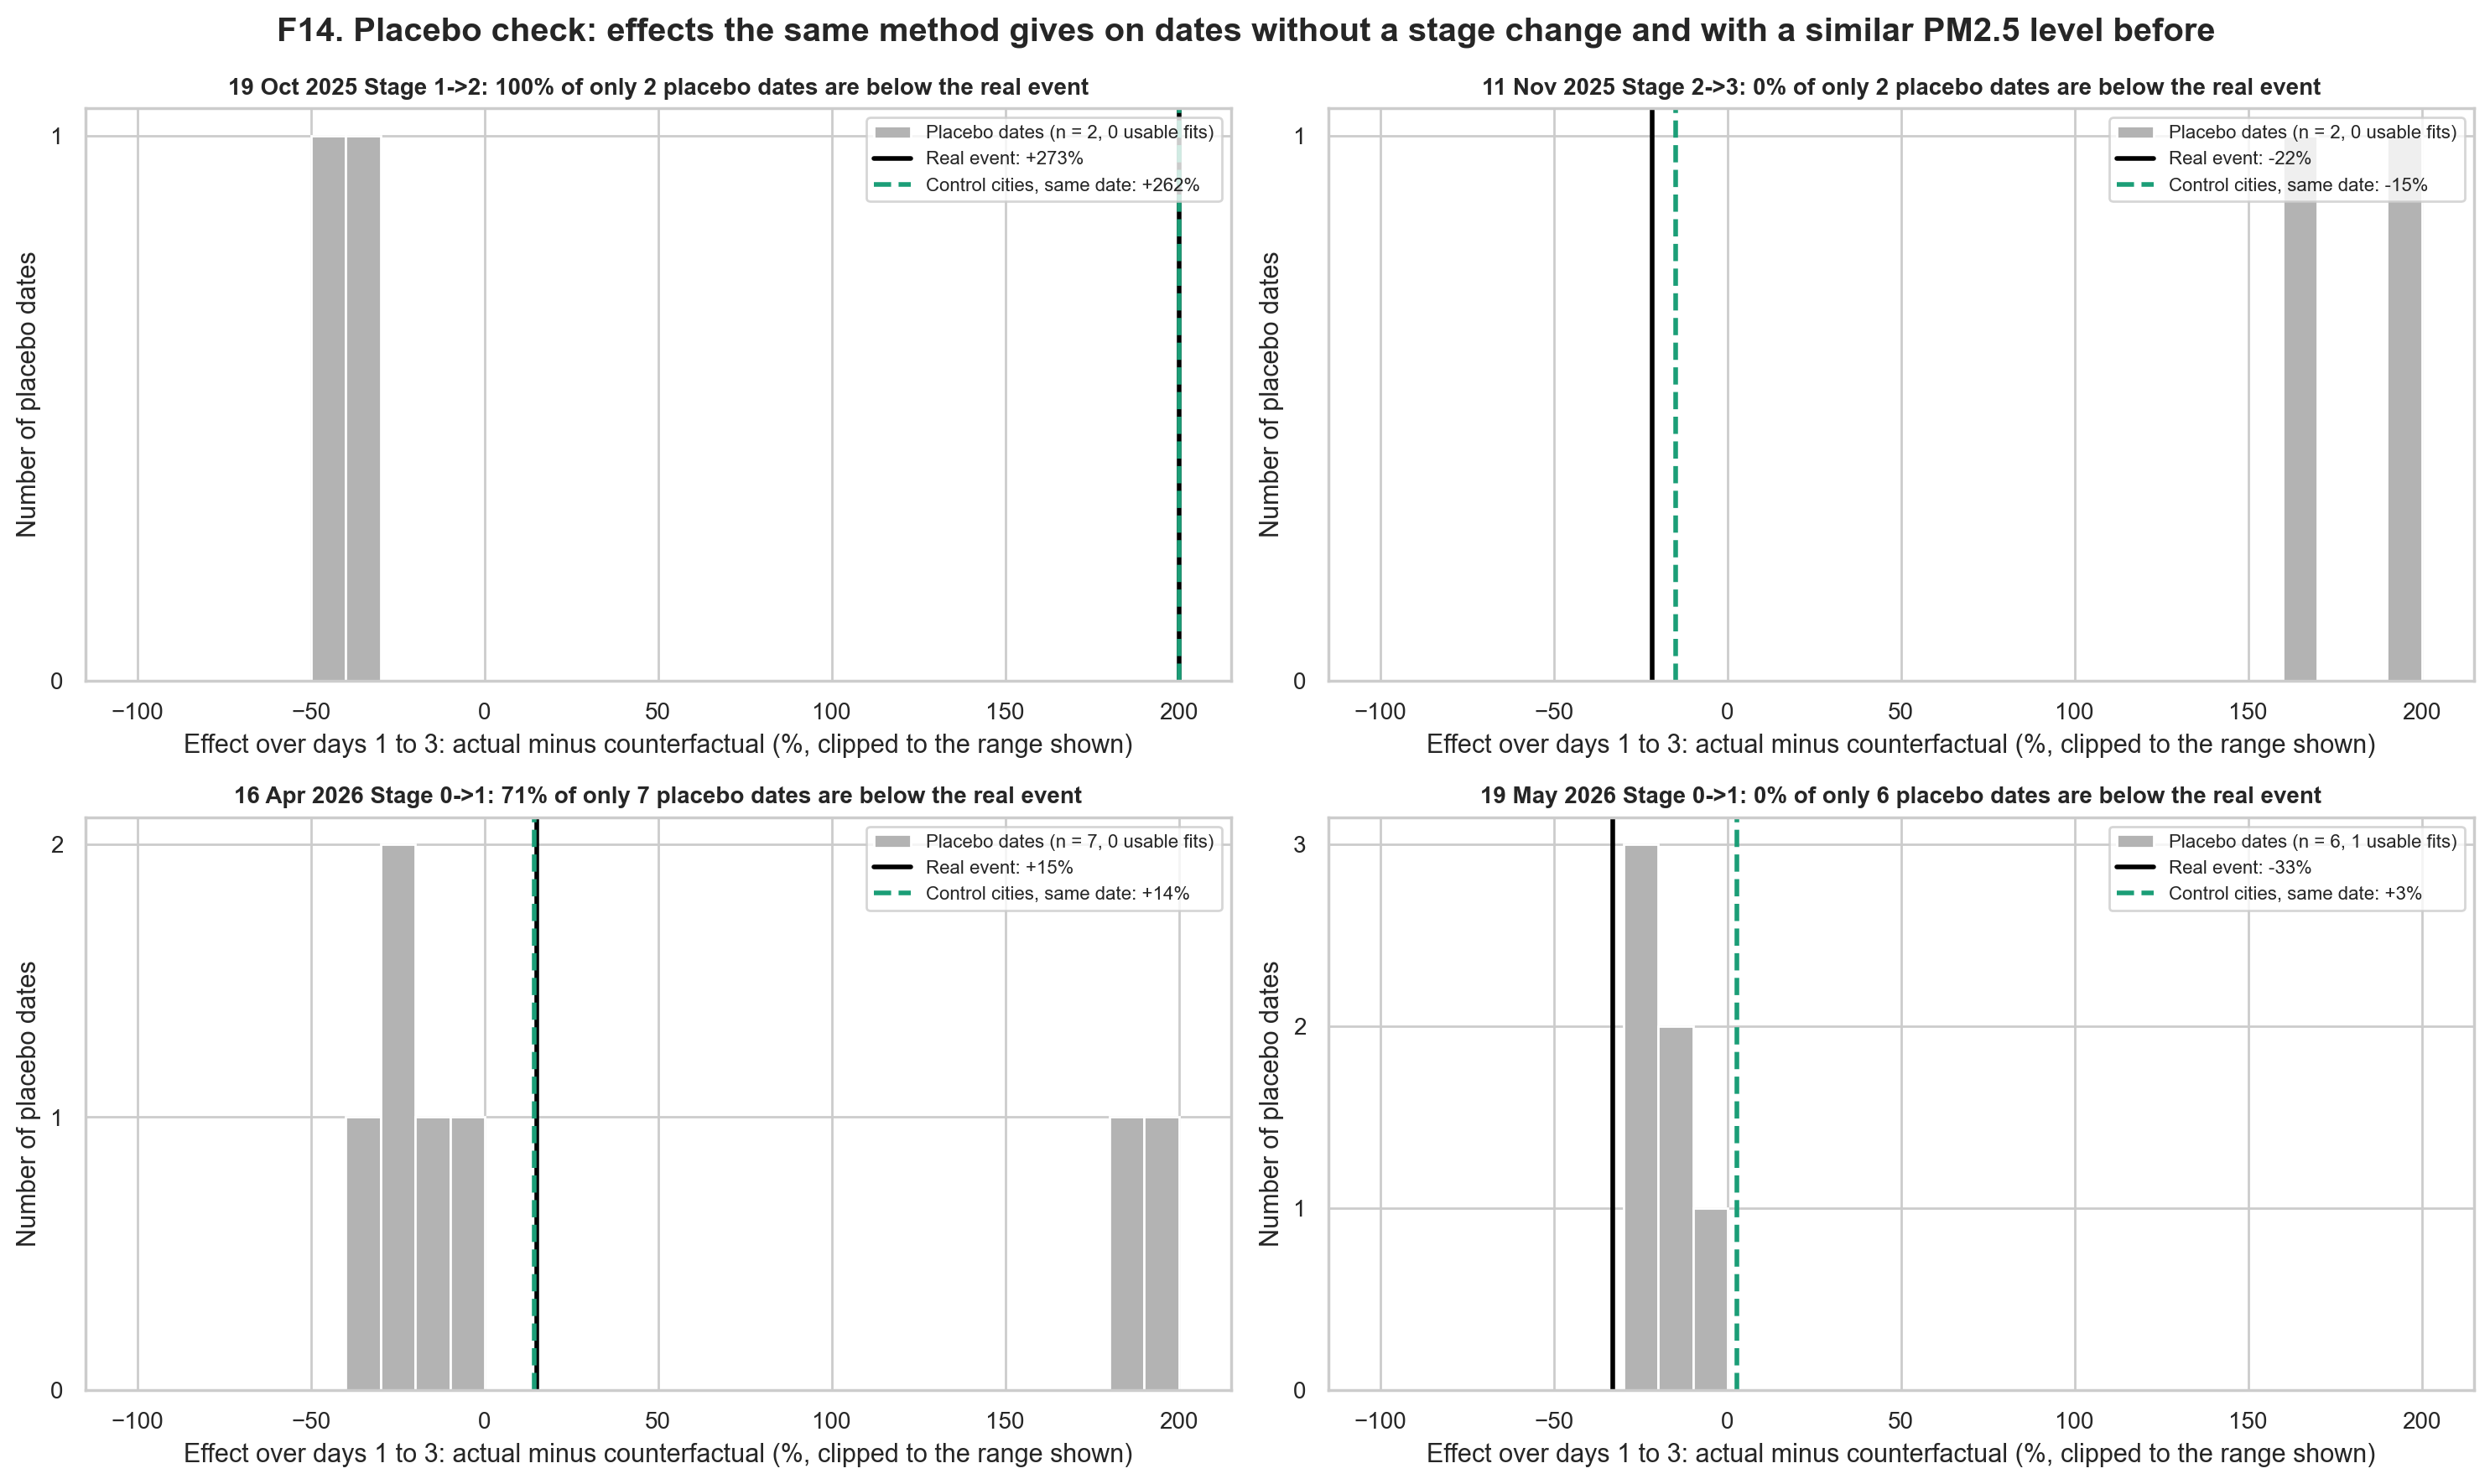 F14. Placebo check: effects the same method gives on dates without a stage change and with a similar PM2.5 level before
19 Oct 2025 Stage 1->2: 100% of only 2 placebo dates are below the real event
Number of placebo dates
1
0
Placebo dates (n = 2, 0 usable fits)
Real event: +273%
Control cities, same date: +262%
−100 −50 0 50 100 150 200
Effect over days 1 to 3: actual minus counterfactual (%, clipped to the range shown)
11 Nov 2025 Stage 2->3: 0% of only 2 placebo dates are below the real event
Number of placebo dates
1
0
Placebo dates (n = 2, 0 usable fits)
Real event: -22%
Control cities, same date: -15%
−100 −50 0 50 100 150 200
Effect over days 1 to 3: actual minus counterfactual (%, clipped to the range shown)
16 Apr 2026 Stage 0->1: 71% of only 7 placebo dates are below the real event
Number of placebo dates
2
1
0
Placebo dates (n = 7, 0 usable fits)
Real event: +15%
Control cities, same date: +14%
−100 −50 0 50 100 150 200
Effect over days 1 to 3: actual minus counterfactual (%, clipped to the range shown)
19 May 2026 Stage 0->1: 0% of only 6 placebo dates are below the real event
Number of placebo dates
3
2
1
0
Placebo dates (n = 6, 1 usable fits)
Real event: -33%
Control cities, same date: +3%
−100 −50 0 50 100 150 200
Effect over days 1 to 3: actual minus counterfactual (%, clipped to the range shown)